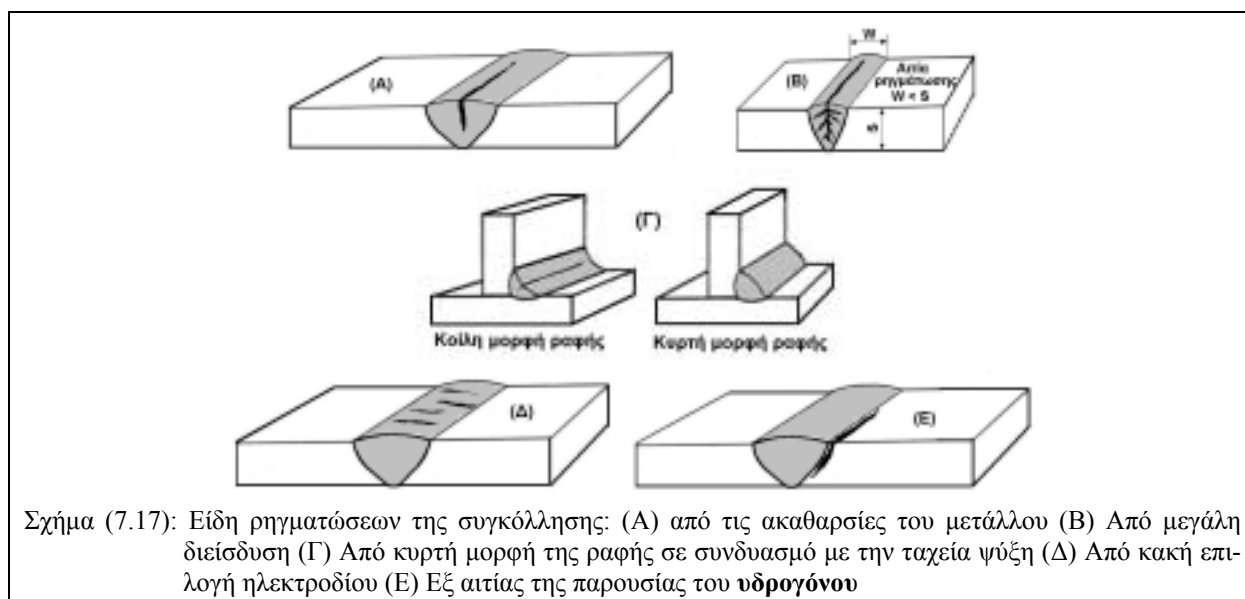 (Α)
W
(Β)
Αιτία
ρηγμάτωσης
W < S
S
(Γ)
Κοίλη μορφή ραφής
Κυρτή μορφή ραφής
(Δ)
(Ε)
Σχήμα (7.17): Είδη ρηγματώσεων της συγκόλλησης: (Α) από τις ακαθαρσίες του μετάλλου (Β) Από μεγάλη
διείσδυση (Γ) Από κυρτή μορφή της ραφής σε συνδυασμό με την ταχεία ψύξη (Δ) Από κακή επι-
λογή ηλεκτροδίου (Ε) Εξ αιτίας της παρουσίας του υδρογόνου